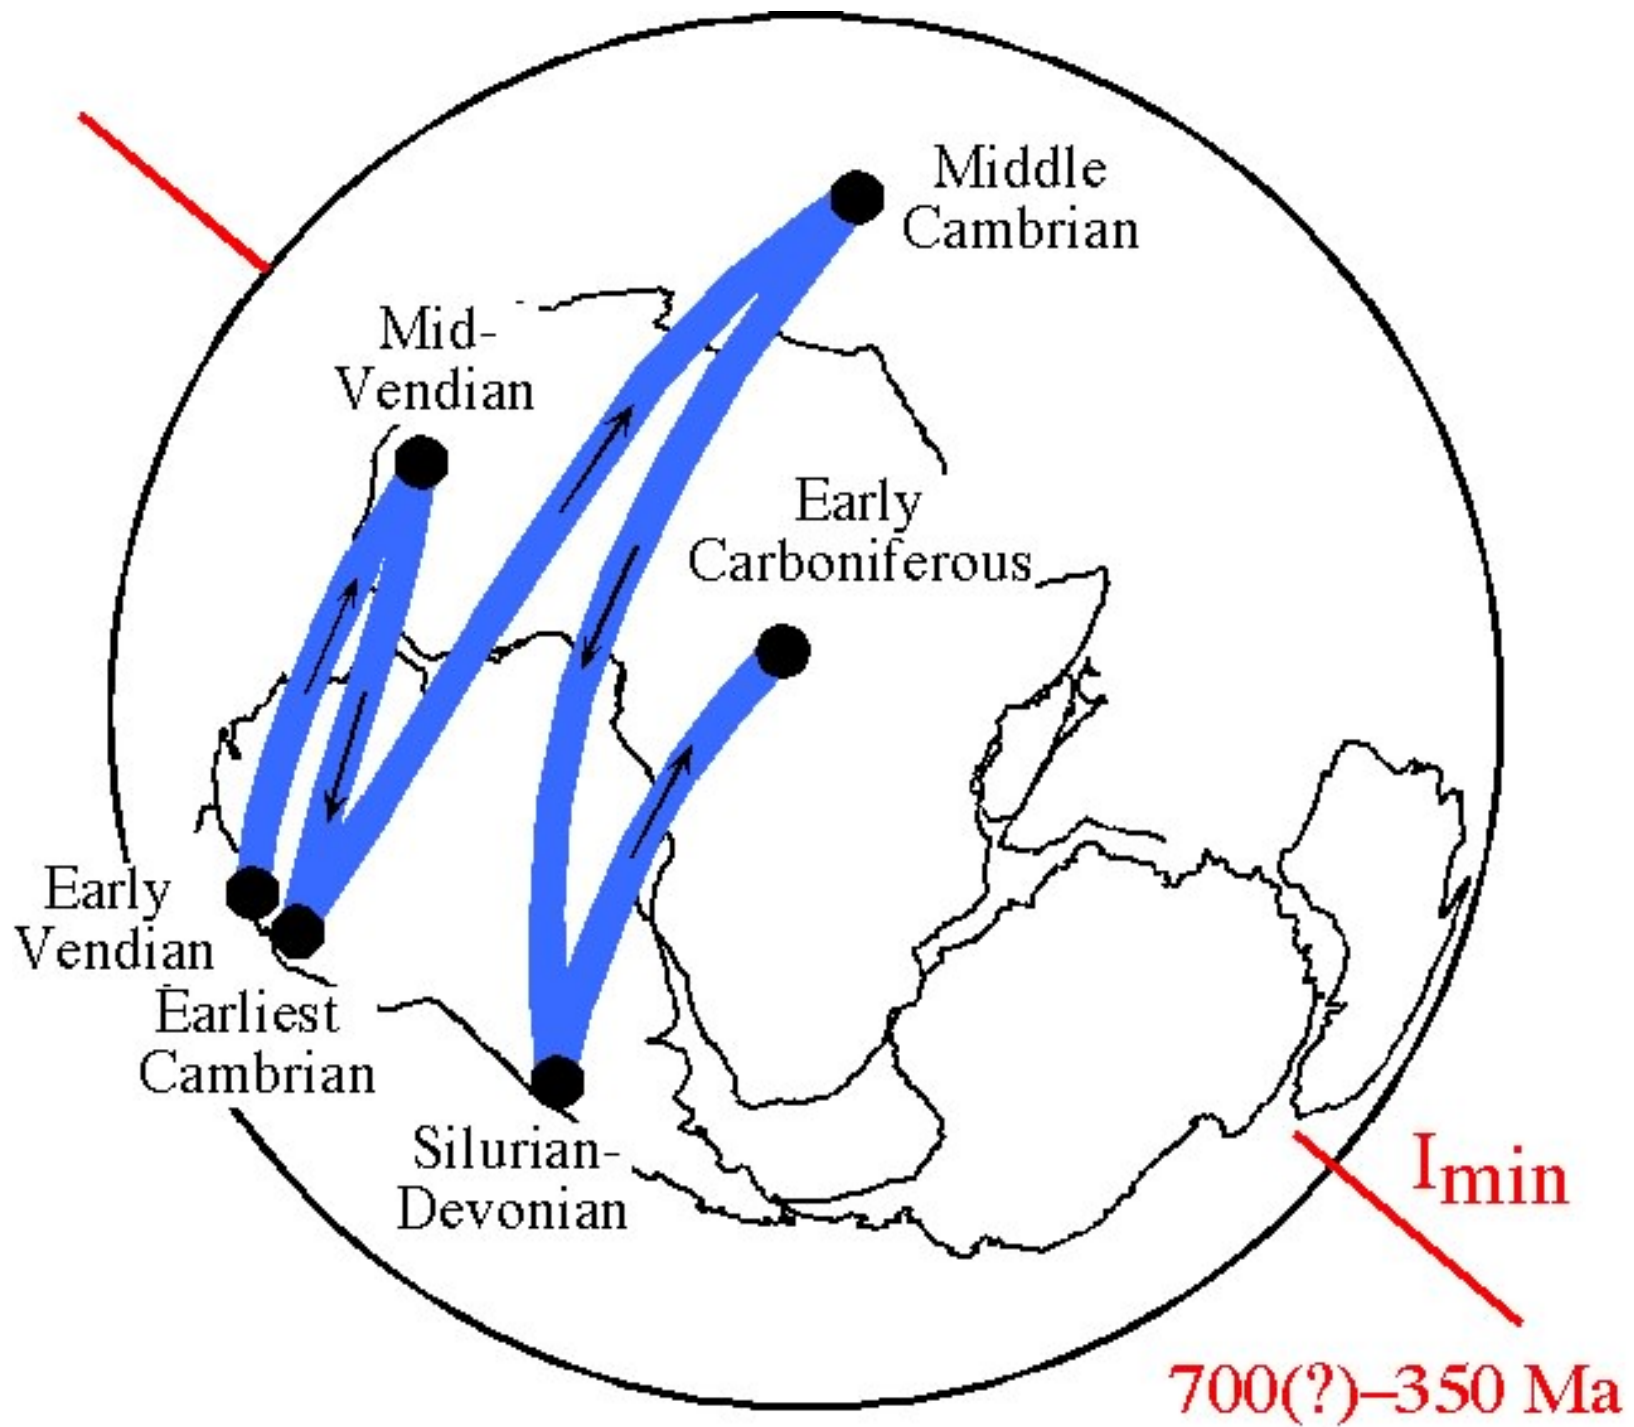 Middle
Cambrian
Mid-
Vendian
Early
Carboniferous
Early
Vendian
Earliest
Cambrian
Silurian-
Devonian
Imin
700(?)–350 Ma